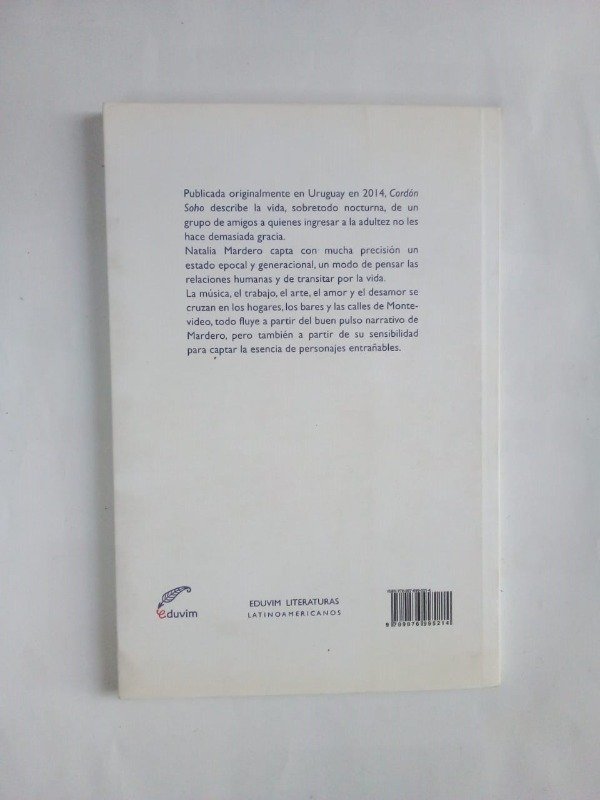 Publicada originalmente en Uruguay en 2014, Cordón
Soho describe la vida, sobretodo nocturna, de un
grupo de amigos a quienes ingresar a la adultez no les
hace demasiada gracia.
Natalia Mardero capta con mucha precisión un
estado epocal y generacional, un modo de pensar las
relaciones humanas y de transitar por la vida.
La música, el trabajo, el arte, el amor y el desamor se
cruzan en los hogares, los bares y las calles de Monte-
video, todo fluye a partir del buen pulso narrativo de
Mardero, pero también a partir de su sensibilidad
para captar la esencia de personajes entrañables.
eduvim
EDUVIM LITERATURAS
LATINOAMERICANOS